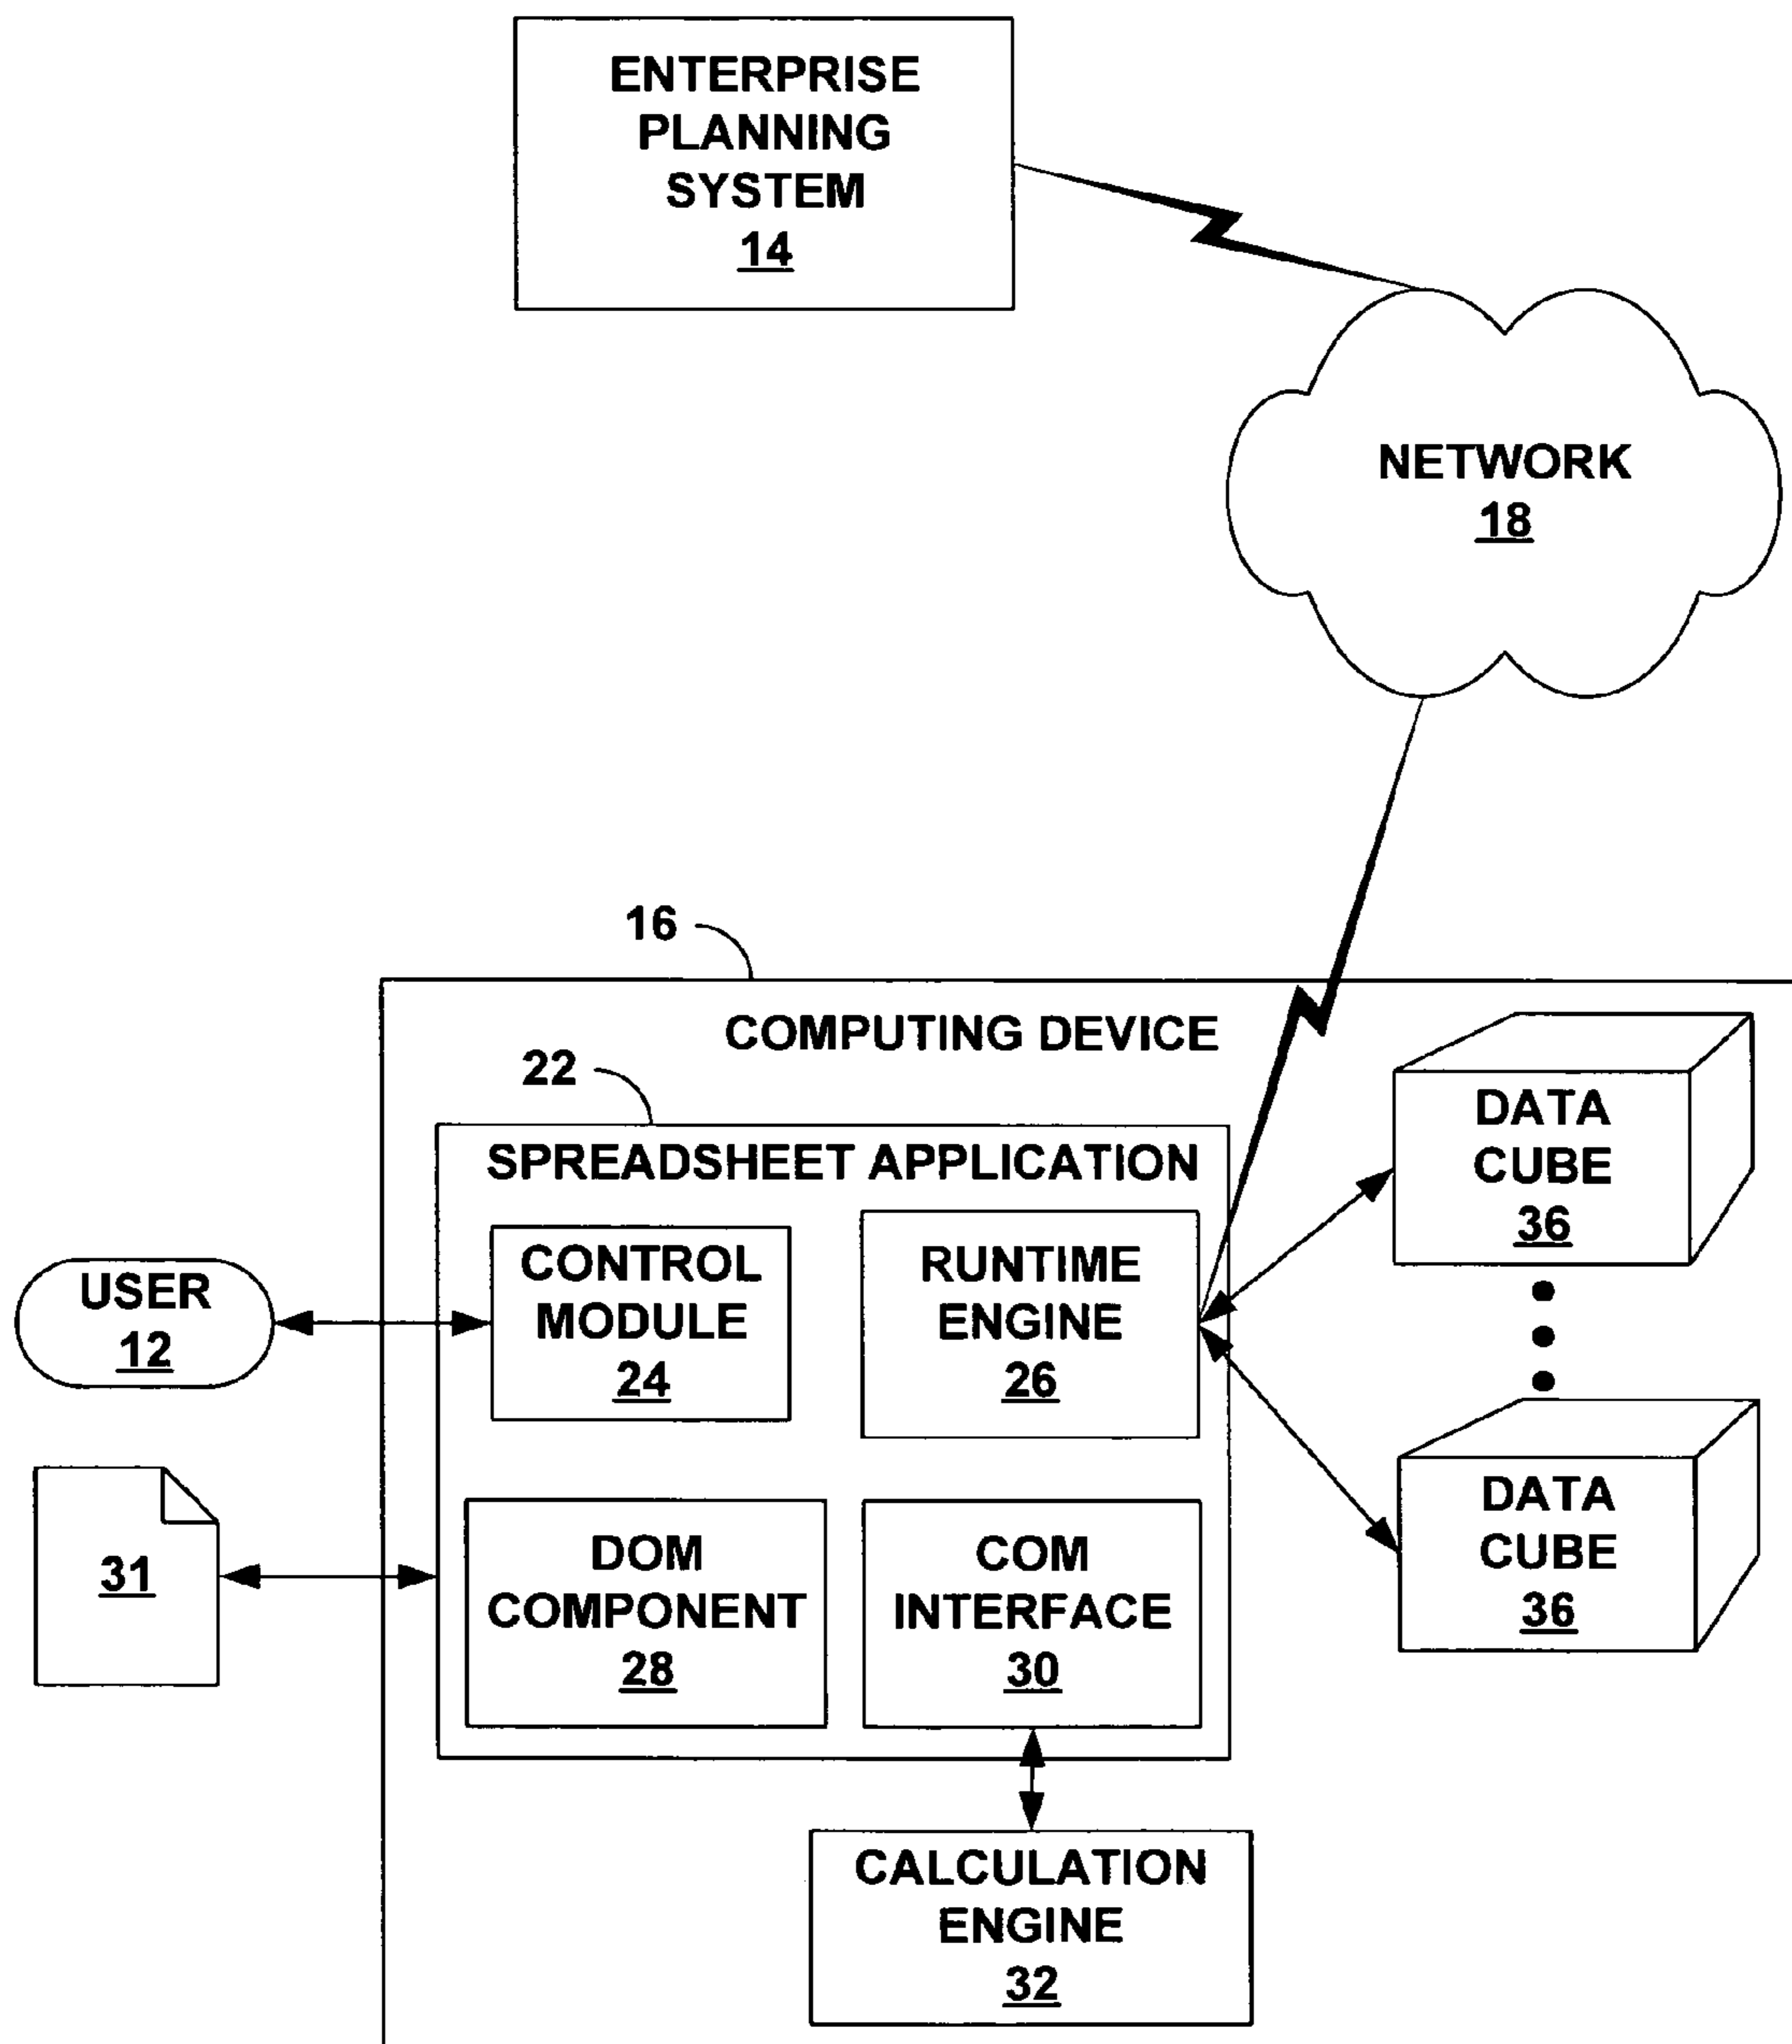 ENTERPRISE
PLANNING
SYSTEM
14
NETWORK
18
16
COMPUTING DEVICE
22
SPREADSHEET APPLICATION
DATA
CUBE
36
CONTROL
MODULE
24
RUNTIME
ENGINE
26
USER
12
31
DOM
COMPONENT
28
COM
INTERFACE
30
DATA
CUBE
36
CALCULATION
ENGINE
32